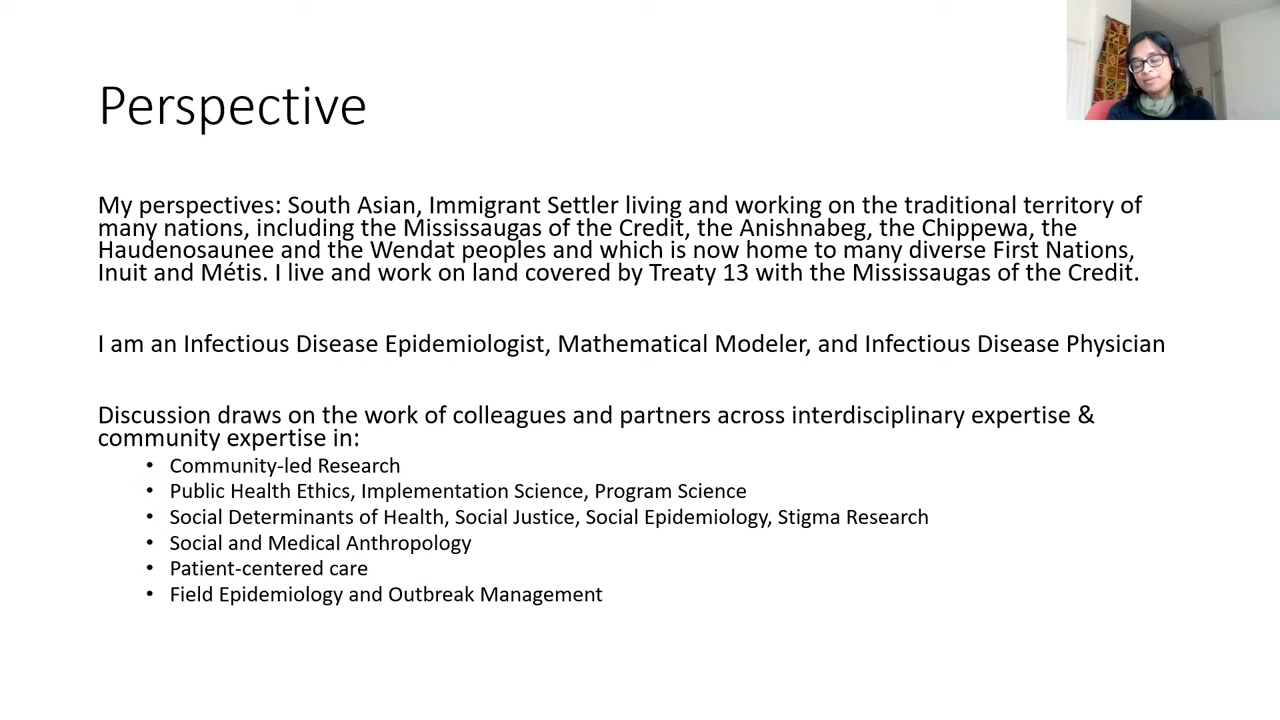 Perspective
My perspectives: South Asian, Immigrant Settler living and working on the traditional territory of
many nations, including the Mississaugas of the Credit, the Anishnabeg, the Chippewa, the
Haudenosaunee and the Wendat peoples and which is now home to many diverse First Nations,
Inuit and Métis. I live and work on land covered by Treaty 13 with the Mississaugas of the Credit.
I am an Infectious Disease Epidemiologist, Mathematical Modeler, and Infectious Disease Physician
Discussion draws on the work of colleagues and partners across interdisciplinary expertise &
community expertise in:
• Community-led Research
• Public Health Ethics, Implementation Science, Program Science
• Social Determinants of Health, Social Justice, Social Epidemiology, Stigma Research
• Social and Medical Anthropology
• Patient-centered care
• Field Epidemiology and Outbreak Management